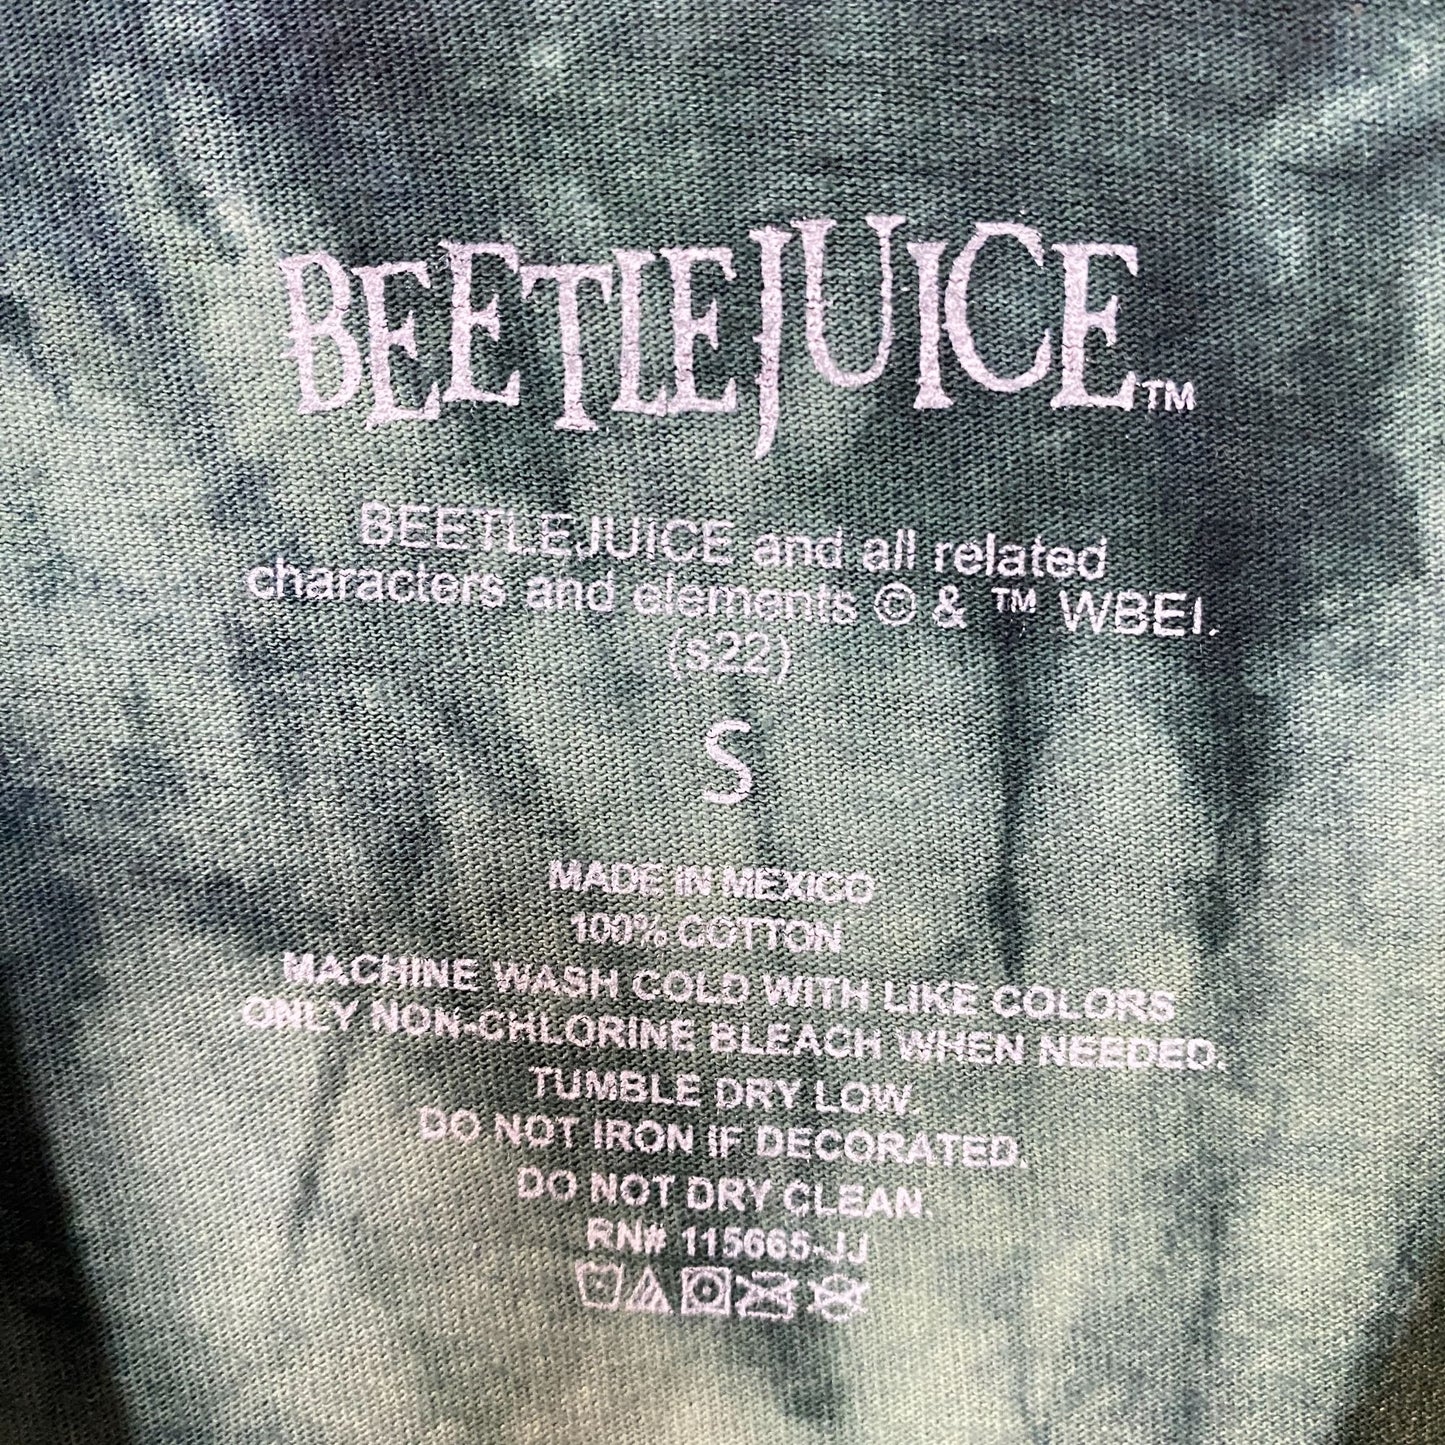 BEETLEJUICE™
BEETLEJUICE and all related
characters and elements © & ™ WBEI.
(s22)
S
MADE IN MEXICO
100% COTTON
MACHINE WASH COLD WITH LIKE COLORS
ONLY NON-CHLORINE BLEACH WHEN NEEDED.
TUMBLE DRY LOW.
DO NOT IRON IF DECORATED.
DO NOT DRY CLEAN.
RN# 115665-JJ